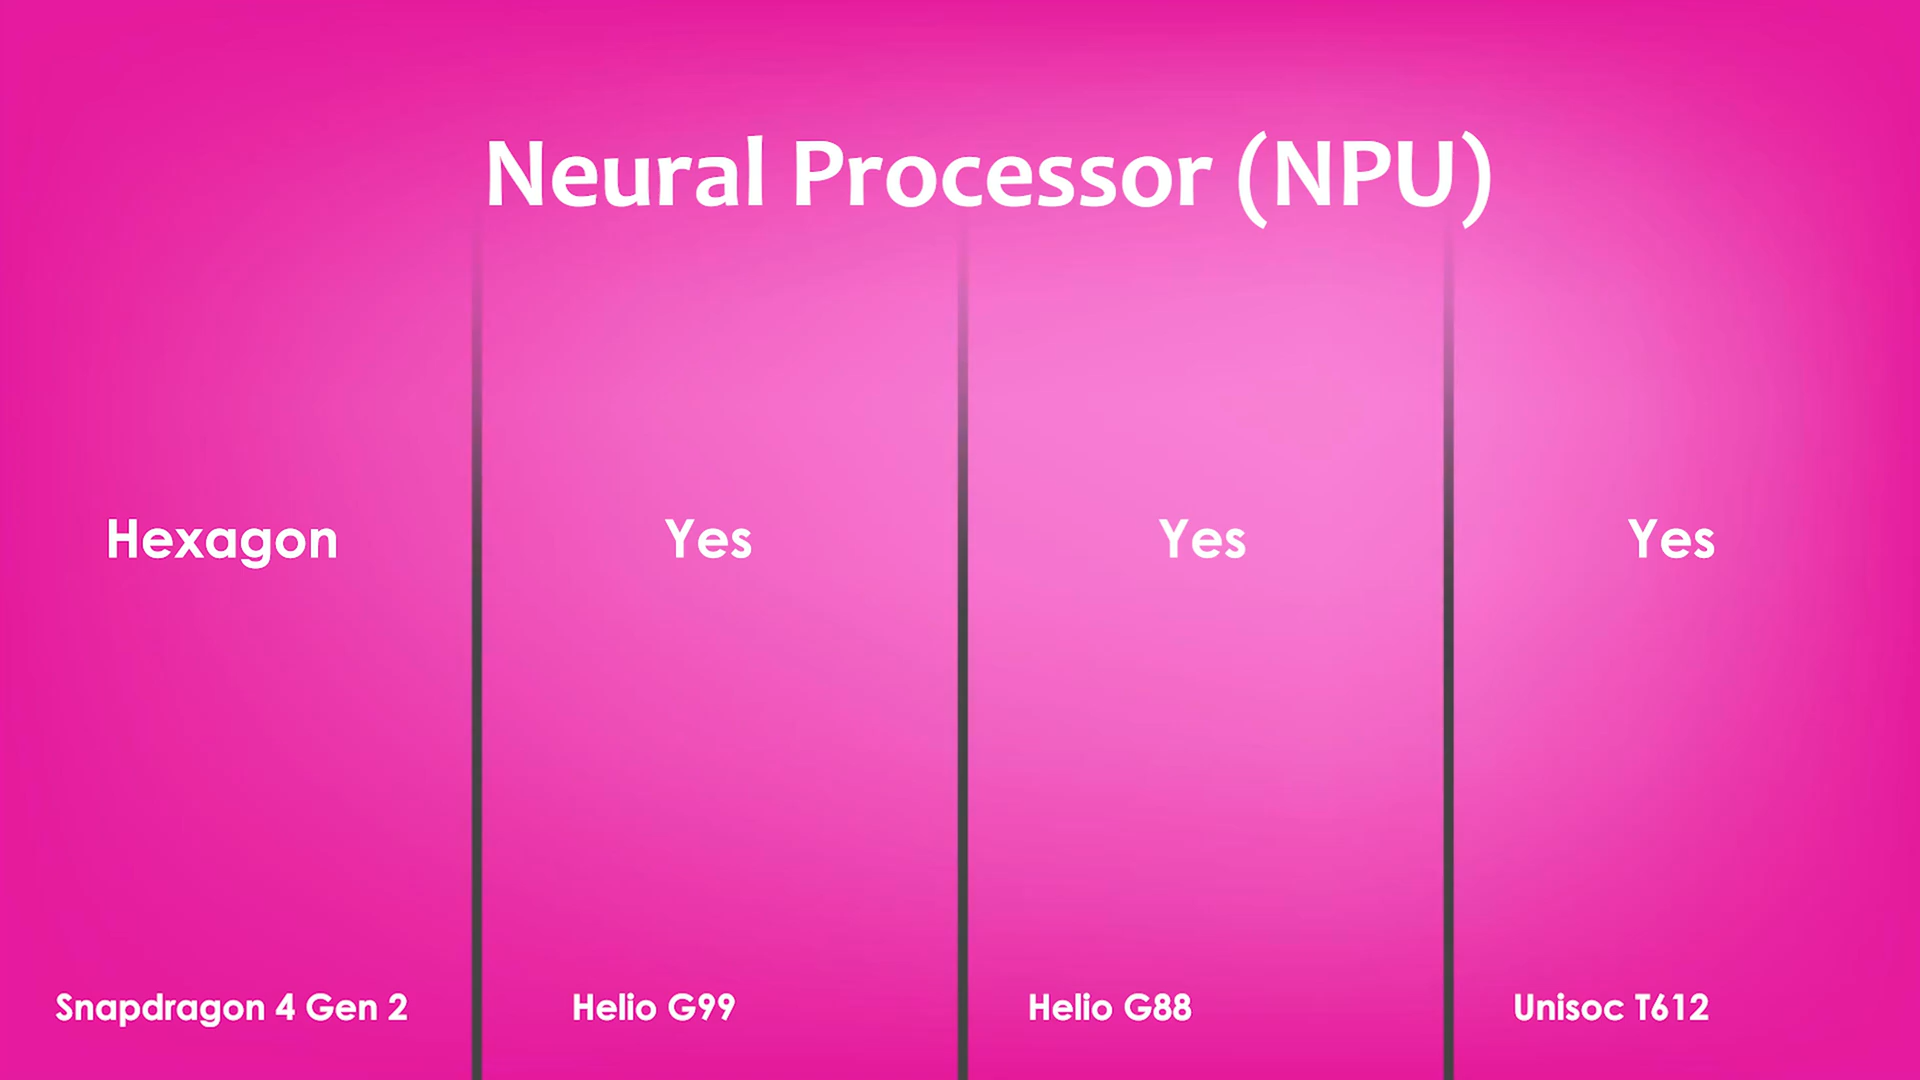 Neural Processor (NPU)
Hexagon
Yes
Yes
Yes
Snapdragon 4 Gen 2
Helio G99
Helio G88
Unisoc T612